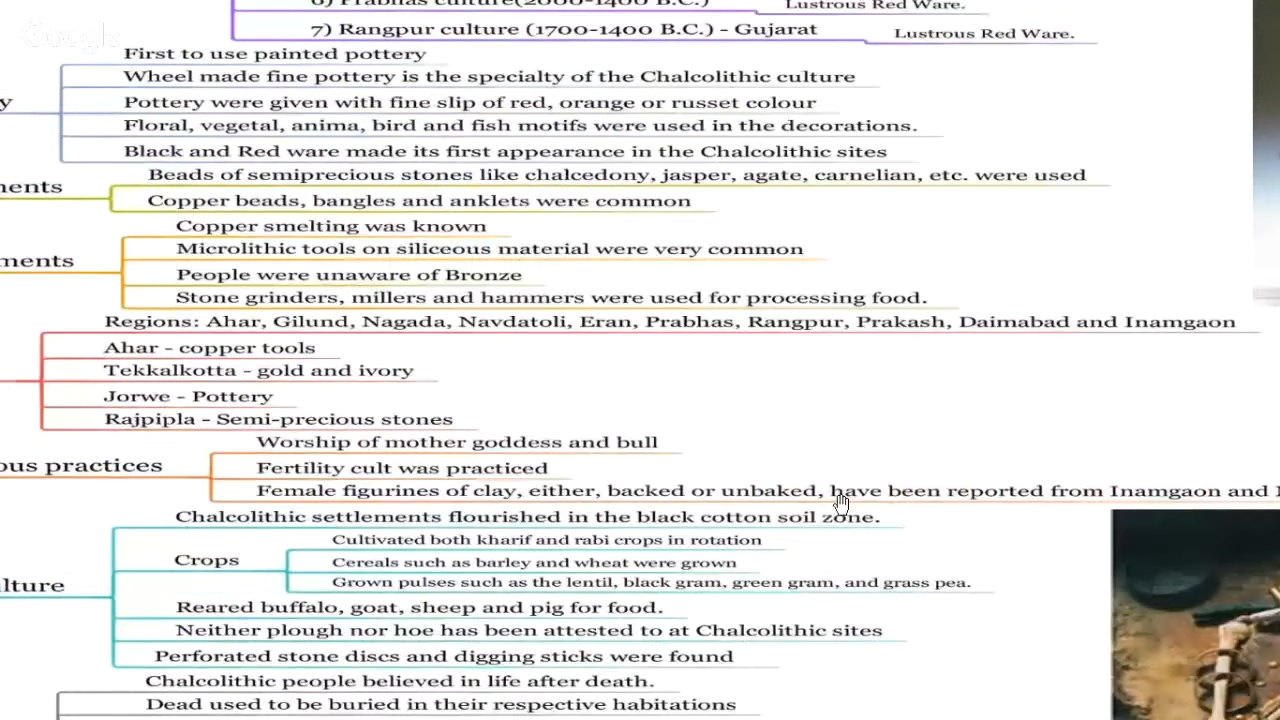 Google
6) Prabhas culture(2000-1400 B.C.)
Lustrous Red Ware.
7) Rangpur culture (1700-1400 B.C.) - Gujarat
Lustrous Red Ware.
First to use painted pottery
Wheel made fine pottery is the specialty of the Chalcolithic culture
Pottery were given with fine slip of red, orange or russet colour
Floral, vegetal, anima, bird and fish motifs were used in the decorations.
Black and Red ware made its first appearance in the Chalcolithic sites
Beads of semiprecious stones like chalcedony, jasper, agate, carnelian, etc. were used
Copper beads, bangles and anklets were common
Copper smelting was known
Microlithic tools on siliceous material were very common
People were unaware of Bronze
Stone grinders, millers and hammers were used for processing food.
Regions: Ahar, Gilund, Nagada, Navdatoli, Eran, Prabhas, Rangpur, Prakash, Daimabad and Inamgaon
Ahar - copper tools
Tekkalkotta - gold and ivory
Jorwe - Pottery
Rajpipla - Semi-precious stones
practices
Worship of mother goddess and bull
Fertility cult was practiced
Female figurines of clay, either, backed or unbaked, have been reported from Inamgaon and
Chalcolithic settlements flourished in the black cotton soil zone.
Crops
Cultivated both kharif and rabi crops in rotation
Cereals such as barley and wheat were grown
Grown pulses such as the lentil, black gram, green gram, and grass pea.
Reared buffalo, goat, sheep and pig for food.
Neither plough nor hoe has been attested to at Chalcolithic sites
Perforated stone discs and digging sticks were found
Chalcolithic people believed in life after death.
Dead used to be buried in their respective habitations